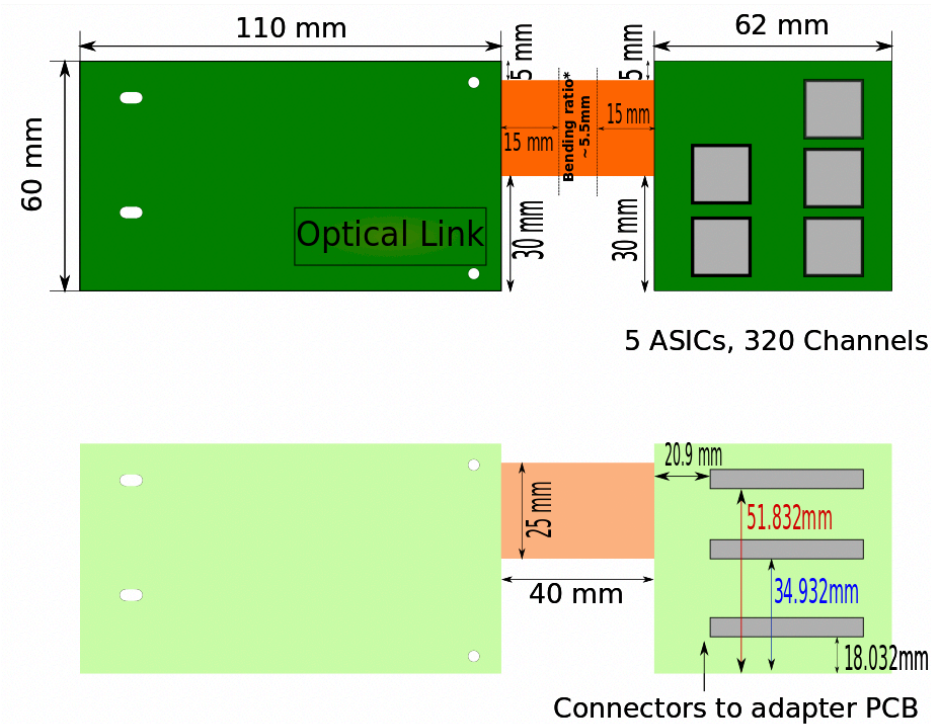 110 mm
62 mm
5 mm
5 mm
60 mm
Bending ratio*
~5.5mm
15 mm
15 mm
Optical Link
30 mm
30 mm
5 ASICs, 320 Channels
20.9 mm
25 mm
51.832mm
40 mm
34.932mm
18.032mm
Connectors to adapter PCB